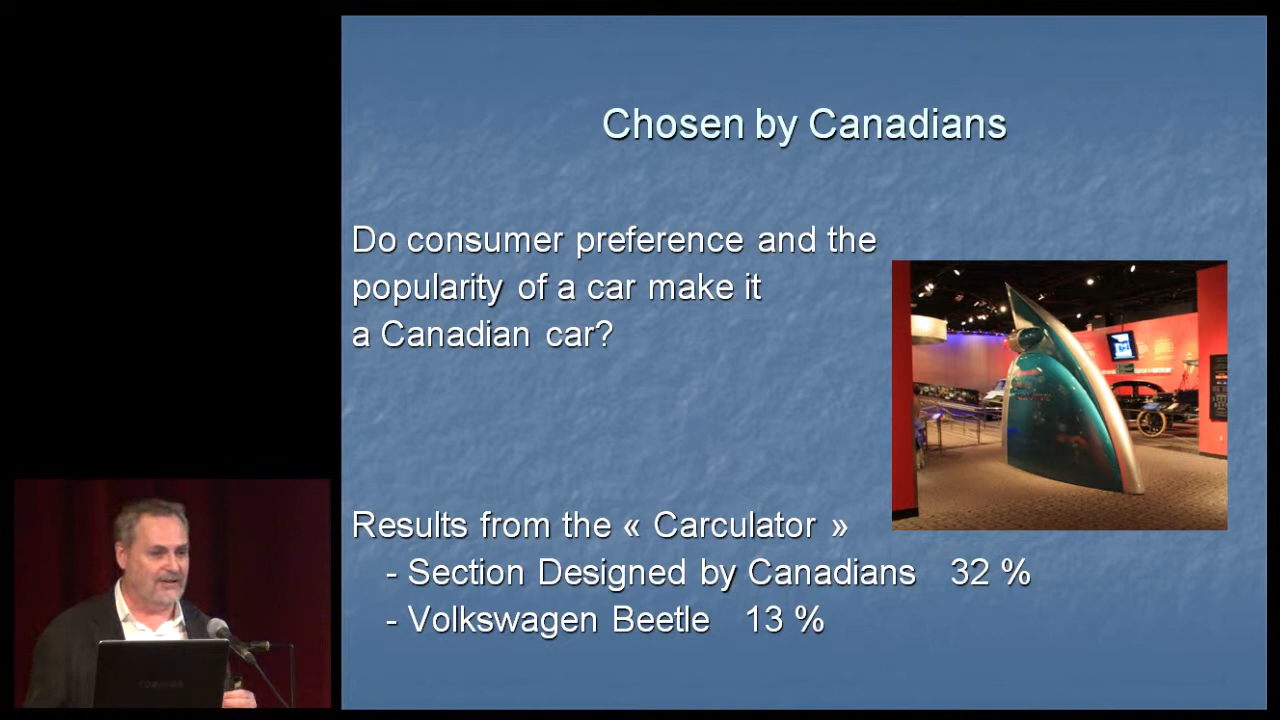 Chosen by Canadians
Do consumer preference and the
popularity of a car make it
a Canadian car?
Results from the « Carculator »
- Section Designed by Canadians 32 %
- Volkswagen Beetle 13 %